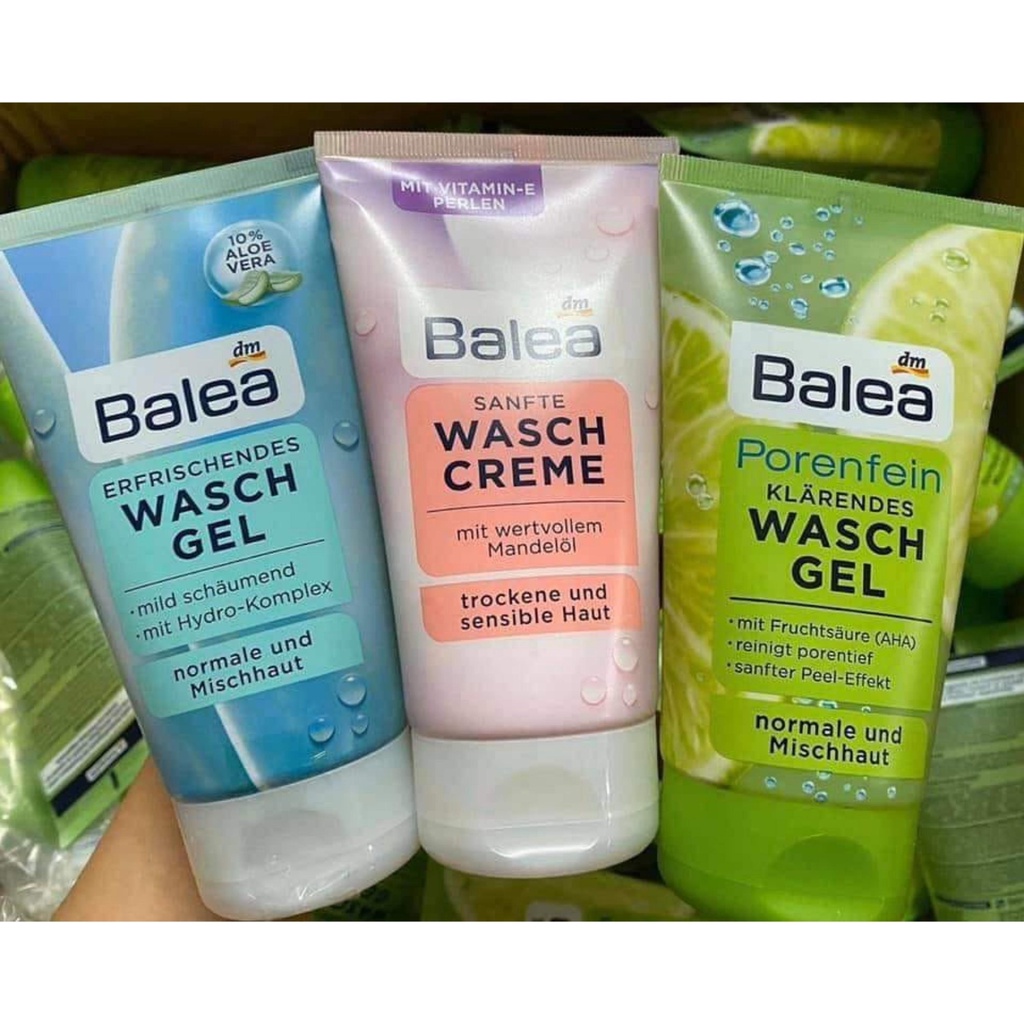 10%
ALOE
VERA
dm
Balea
ERFRISCHENDES
WASCH
GEL
• mild schäumend
• mit Hydro-Komplex
normale und
Mischhaut
MIT VITAMIN-E
PERLEN
dm
Balea
SANFTE
WASCH
CREME
mit wertvollem
Mandelöl
trockene und
sensible Haut
dm
Balea
Porenfein
KLÄRENDES
WASCH
GEL
• mit Fruchtsäure (AHA)
• reinigt porentief
• sanfter Peel-Effekt
normale und
Mischhaut